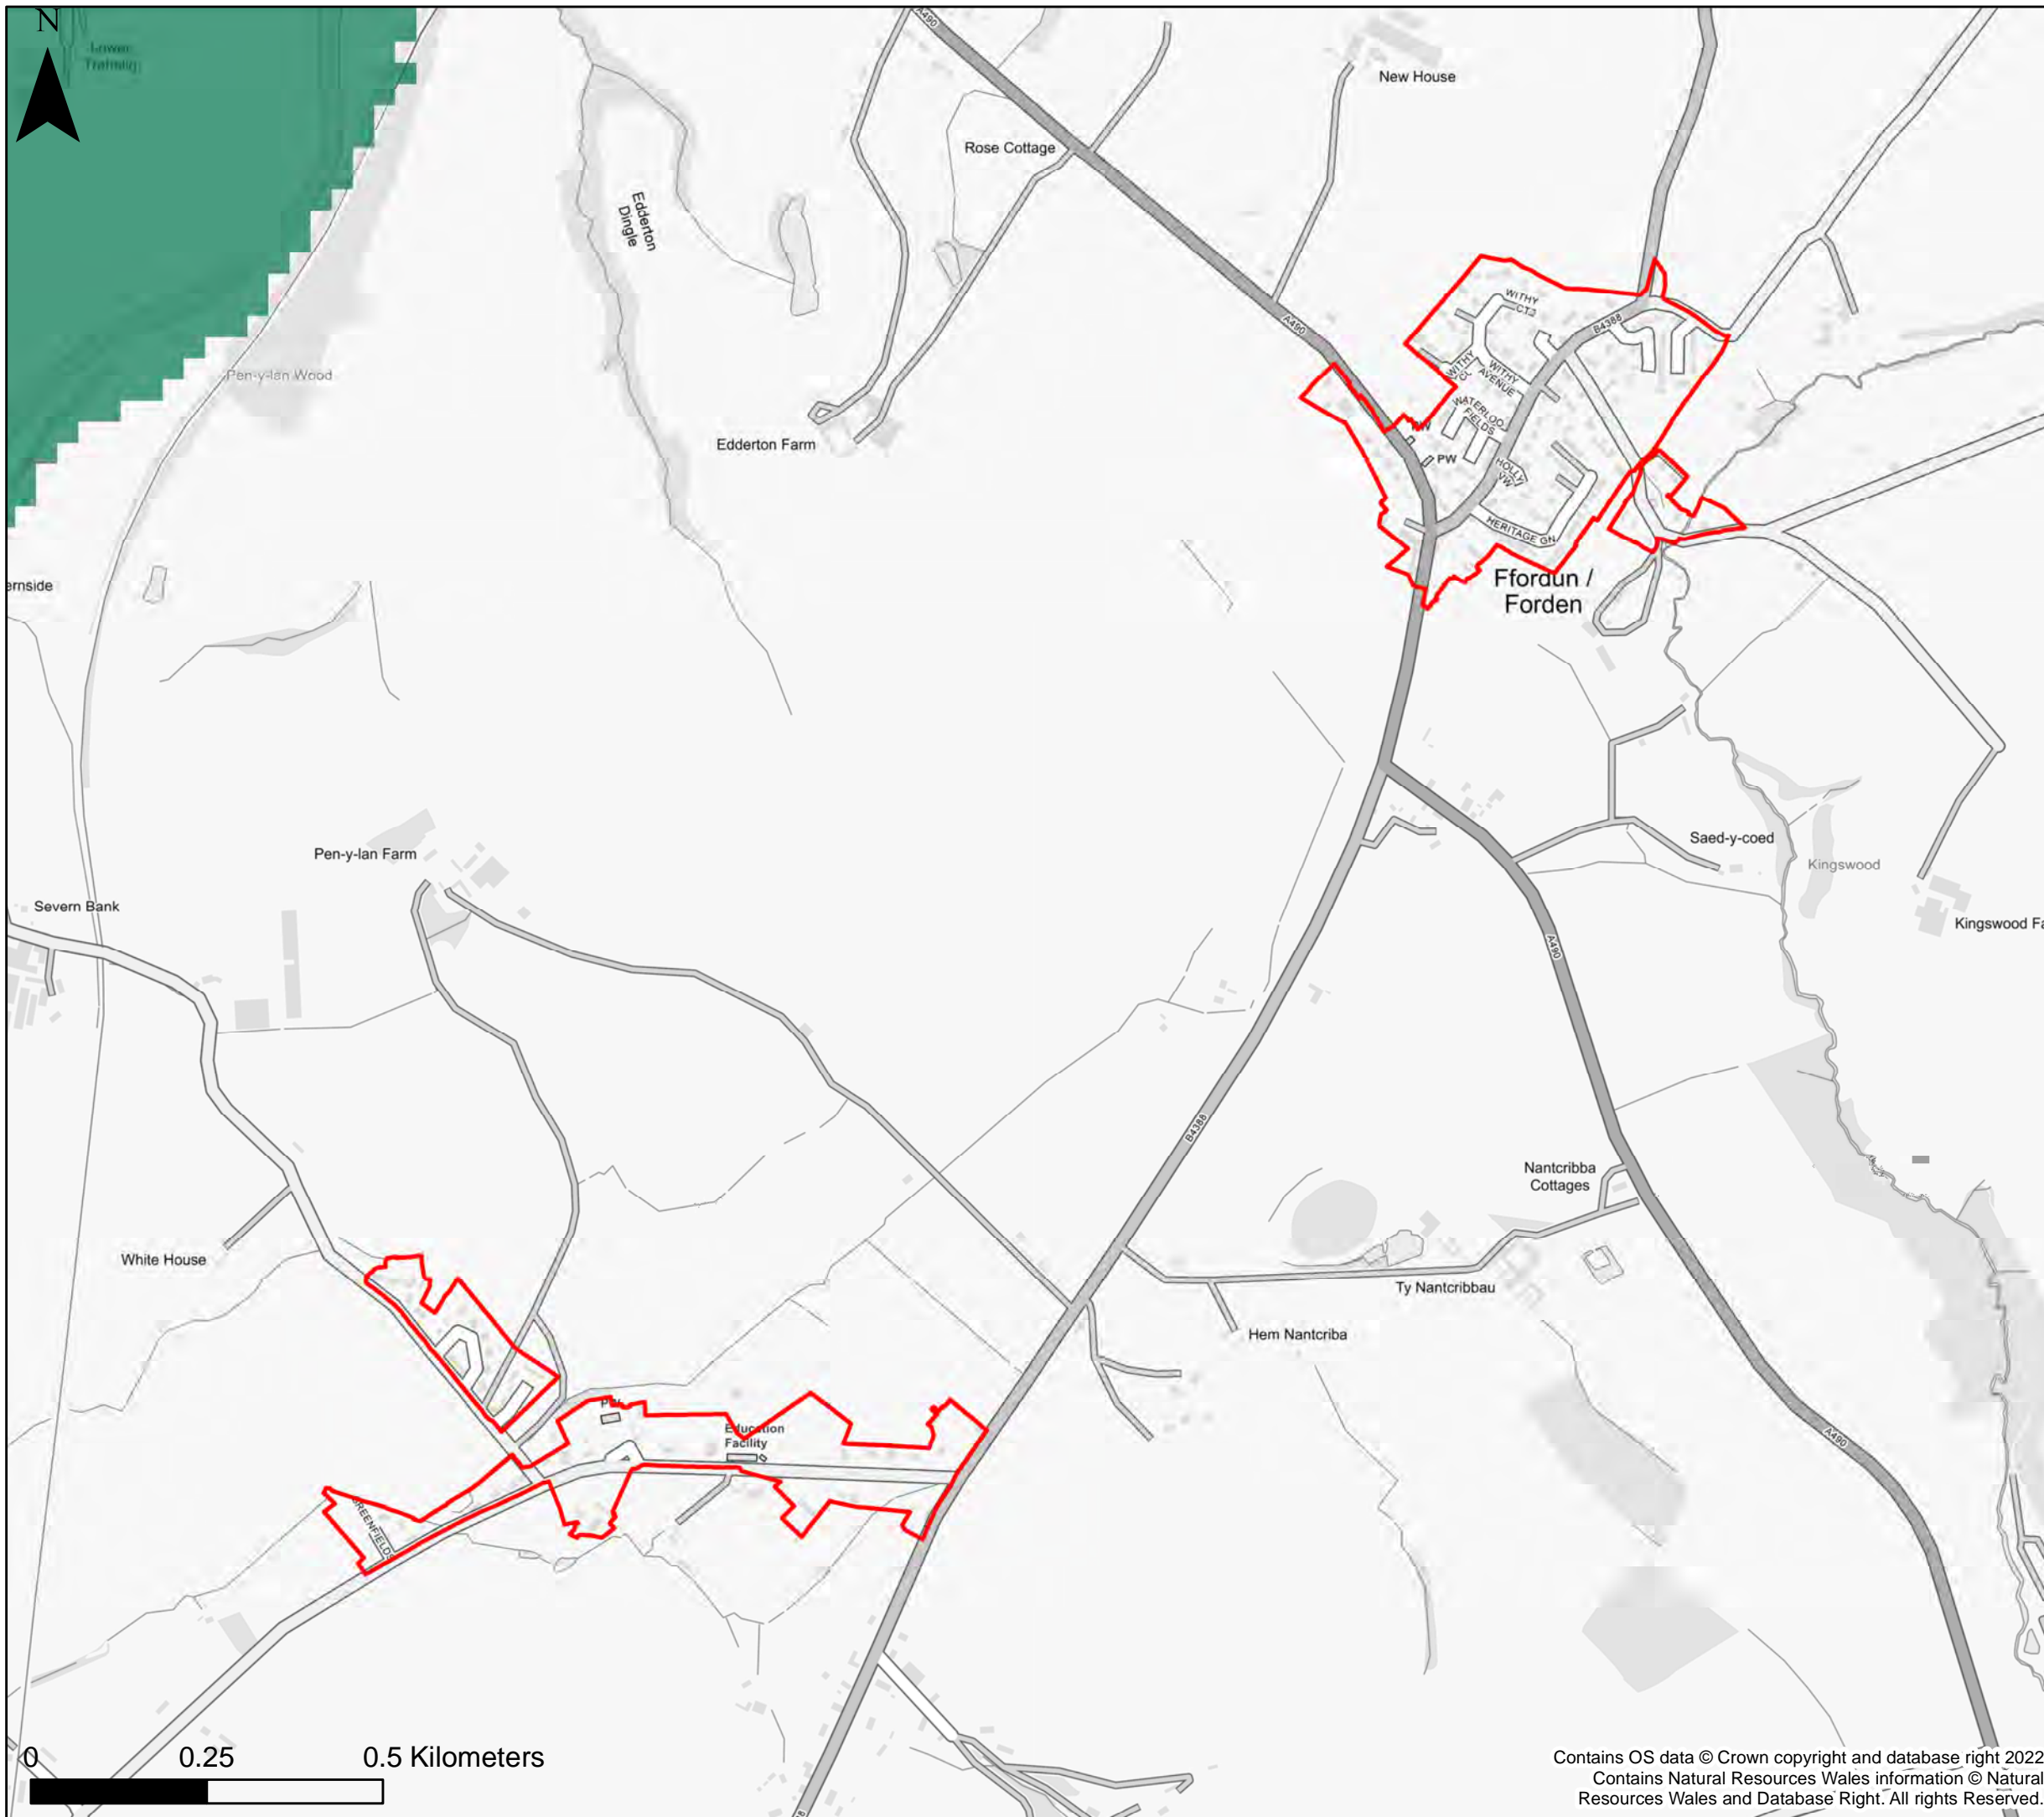 N
Lower
A490
New House
Rose Cottage
Edderton
Dingle
WITHY
CT
A490
B4388
WITHY
CL
WITHY
AVENUE
WATERLOO
FIELDS
Pen-y-lan Wood
Edderton Farm
PW
HOLLY
VW
HERITAGE GN
Ffordun /
Forden
ernside
Pen-y-lan Farm
Saed-y-coed
Kingswood
Severn Bank
Kingswood Fa
A490
B4388
Nantcribba
Cottages
White House
Ty Nantcribbau
Hem Nantcriba
Education
Facility
A490
GREENFIELDS
0
0.25
0.5 Kilometers
Contains OS data © Crown copyright and database right 2022
Contains Natural Resources Wales information © Natural
Resources Wales and Database Right. All rights Reserved.